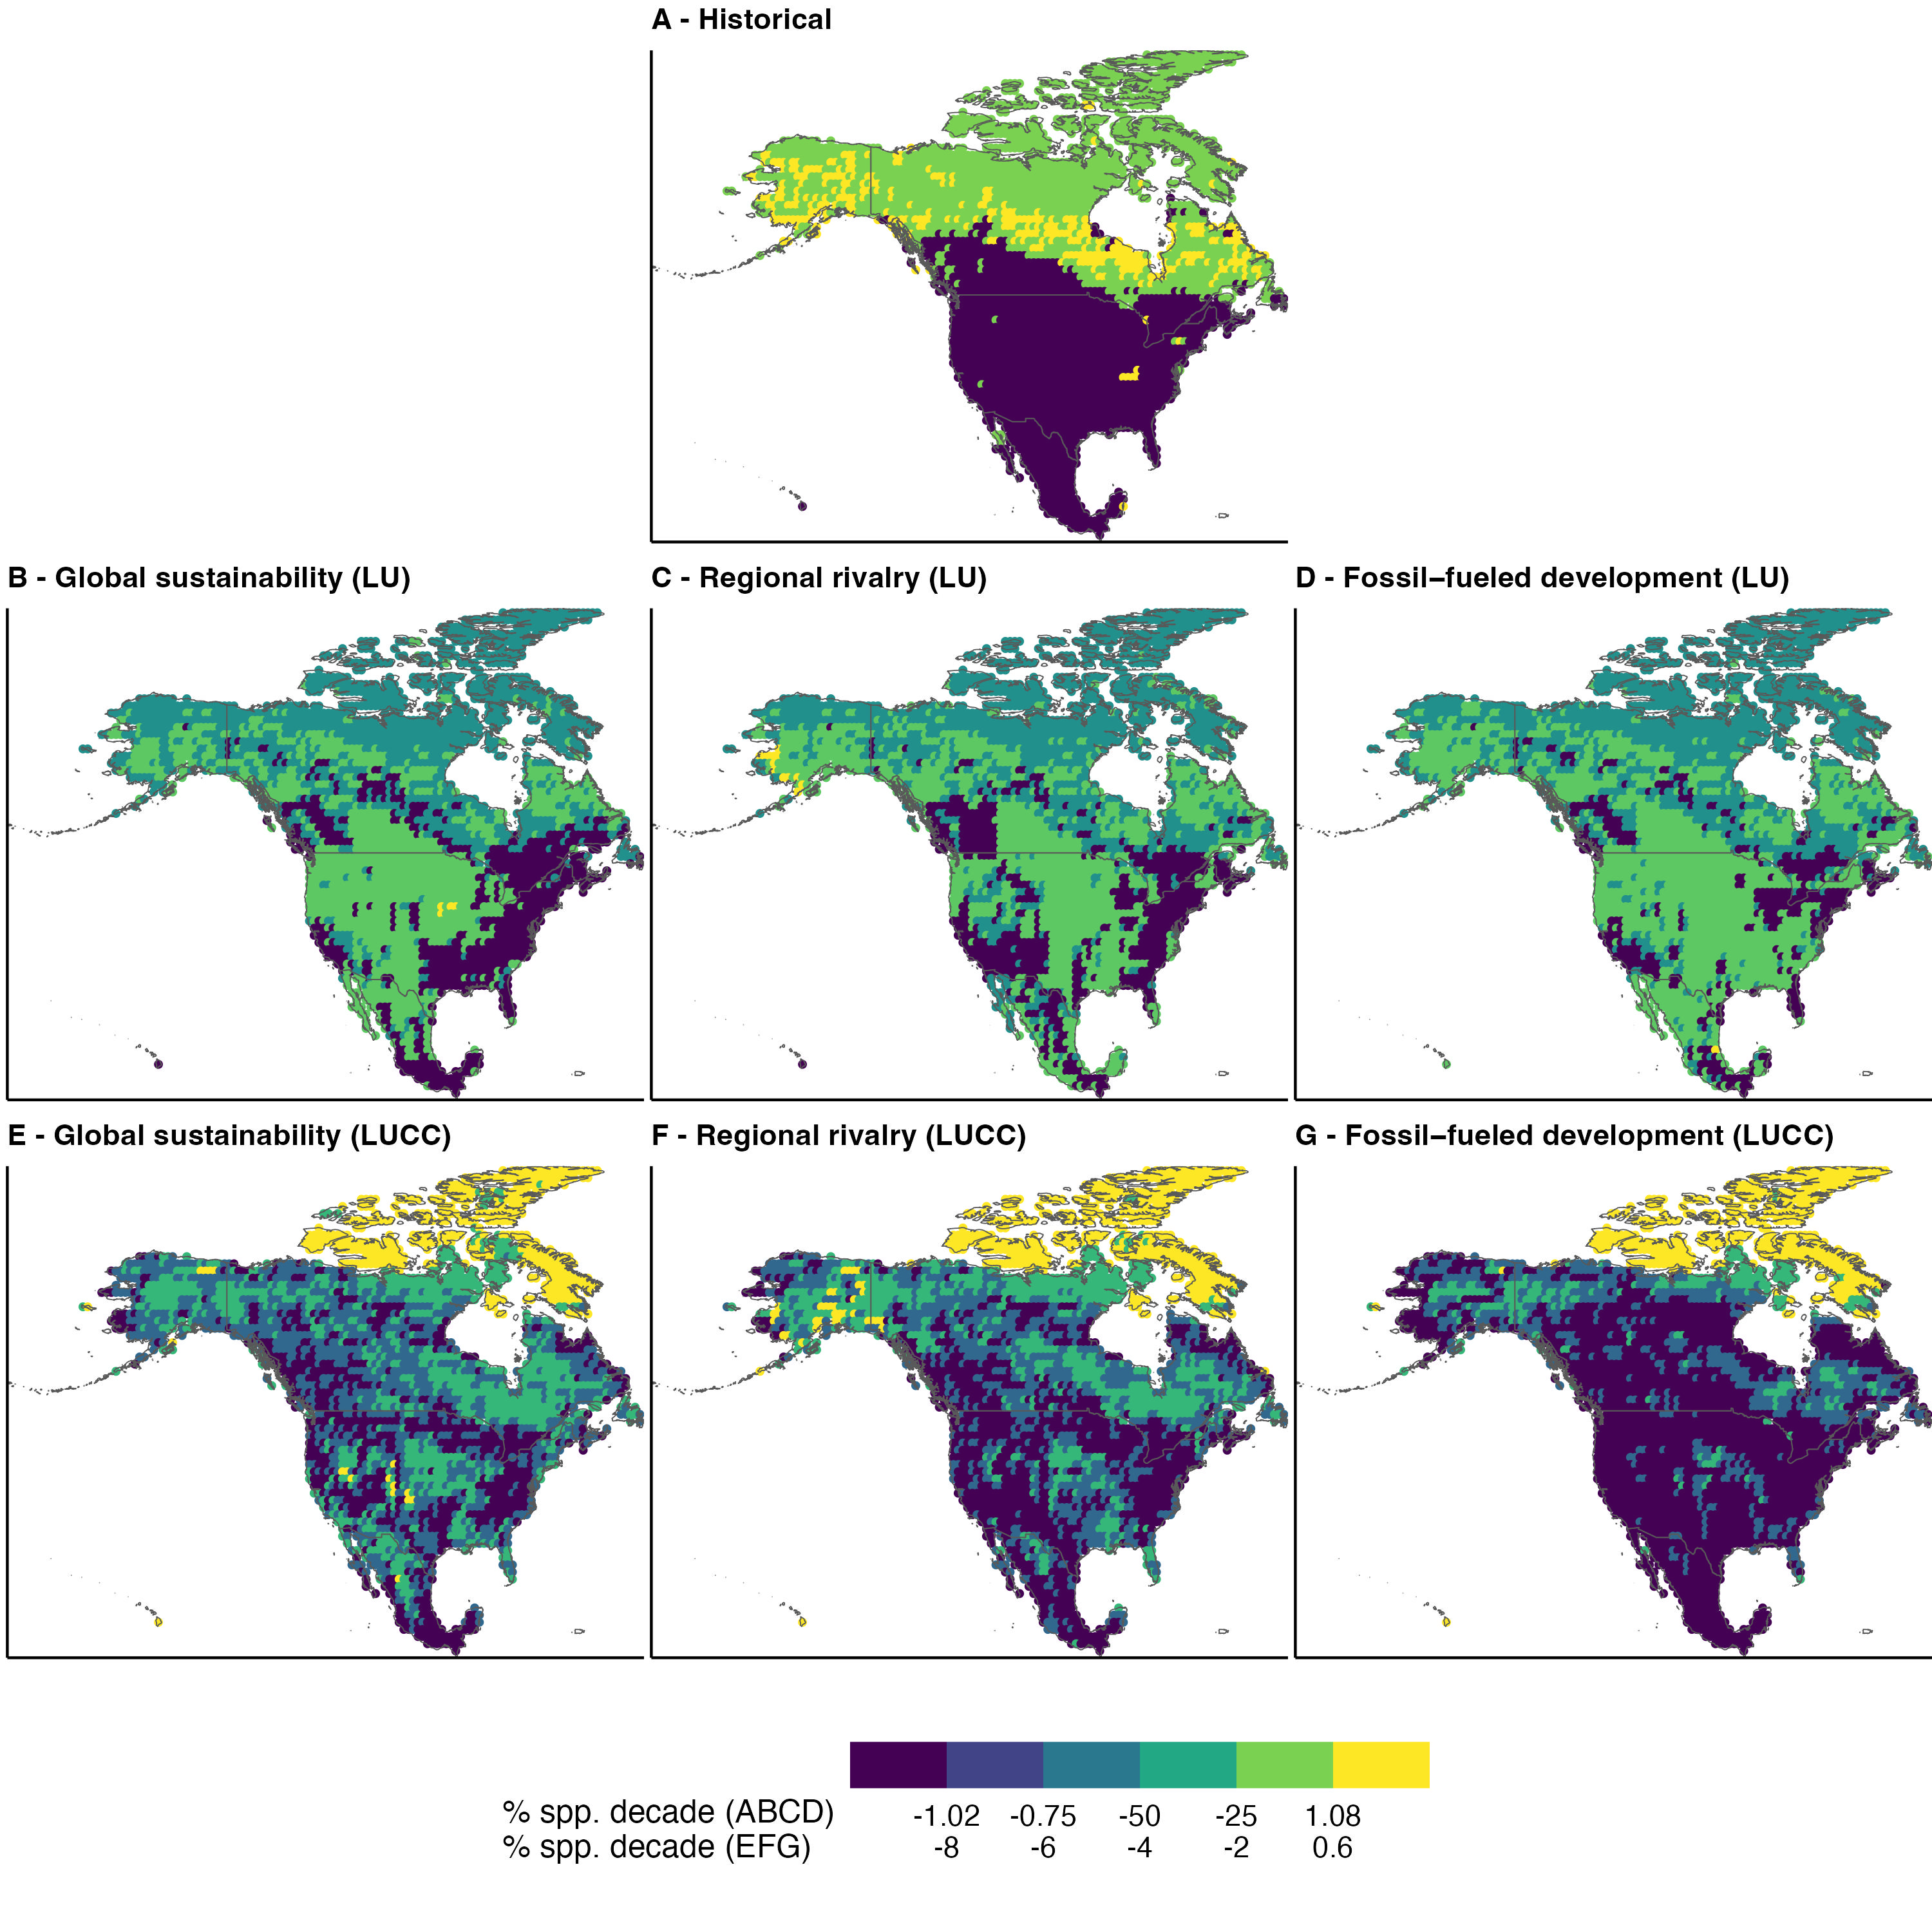 A - Historical
B - Global sustainability (LU)
C - Regional rivalry (LU)
D - Fossil–fueled development (LU)
E - Global sustainability (LUCC)
F - Regional rivalry (LUCC)
G - Fossil–fueled development (LUCC)
% spp. decade (ABCD) -1.02 -0.75 -50 -25 1.08
% spp. decade (EFG) -8 -6 -4 -2 0.6